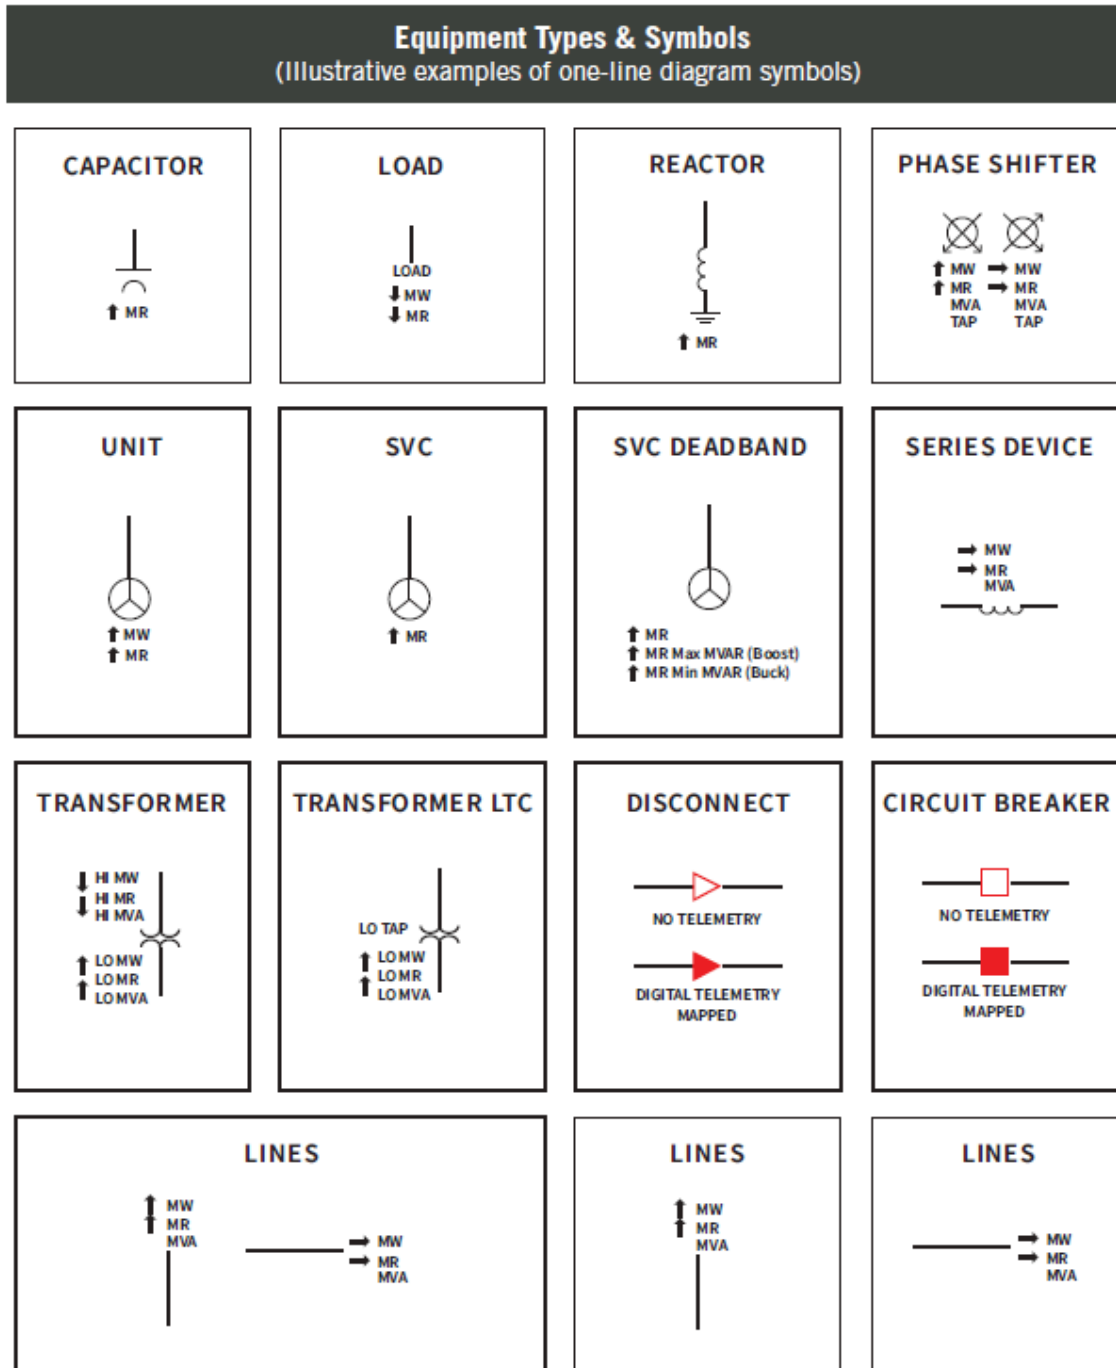 Equipment Types & Symbols
(Illustrative examples of one-line diagram symbols)
CAPACITOR
MR
LOAD
LOAD
MW
MR
REACTOR
MR
PHASE SHIFTER
MW MW
MR MR
MVA MVA
TAP TAP
UNIT
MW
MR
SVC
MR
SVC DEADBAND
MR
MR Max MVAR (Boost)
MR Min MVAR (Buck)
SERIES DEVICE
MW
MR
MVA
TRANSFORMER
HI MW
HI MR
HI MVA
LO MW
LO MR
LO MVA
TRANSFORMER LTC
LO TAP
LO MW
LO MR
LO MVA
DISCONNECT
NO TELEMETRY
DIGITAL TELEMETRY
MAPPED
CIRCUIT BREAKER
NO TELEMETRY
DIGITAL TELEMETRY
MAPPED
LINES
MW
MR
MVA
MW
MR
MVA
LINES
MW
MR
MVA
LINES
MW
MR
MVA